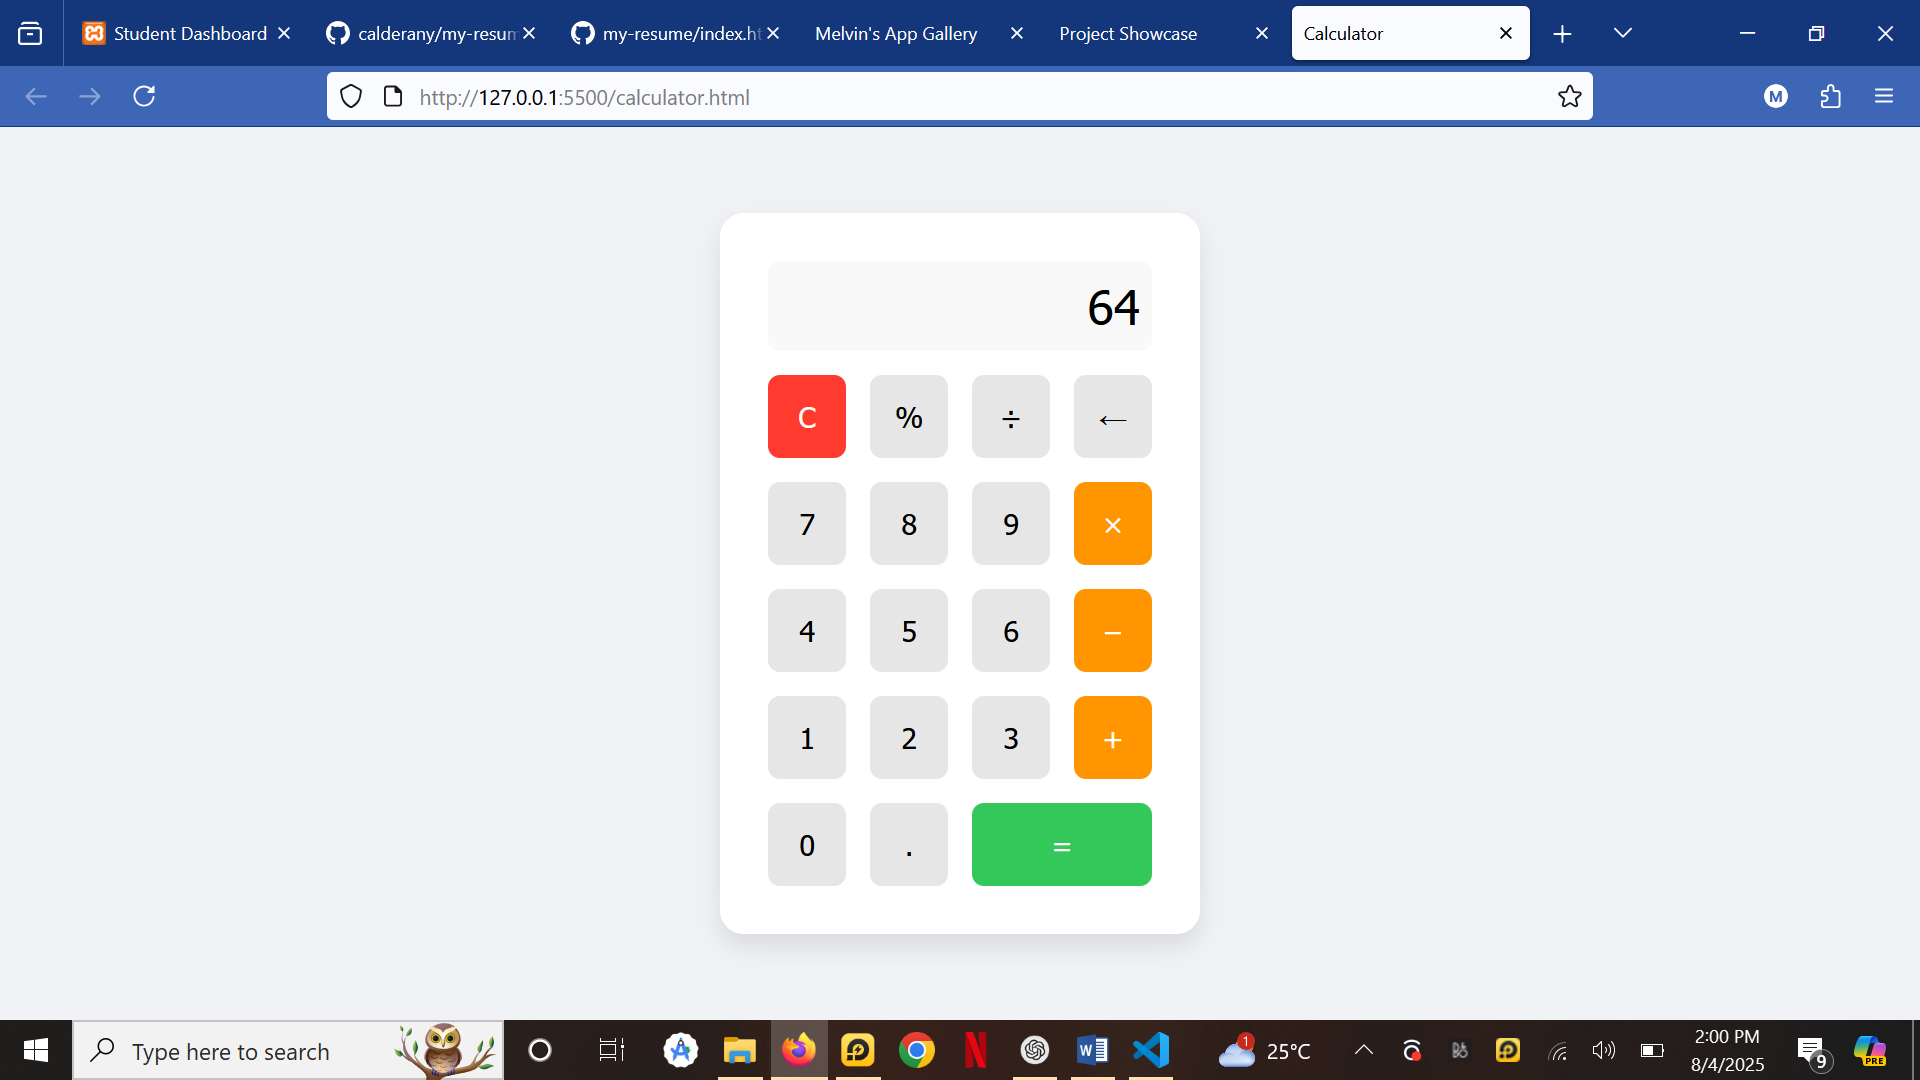 Student Dashboard
calderany/my-resum
my-resume/index.ht
Melvin's App Gallery
Project Showcase
Calculator
http://127.0.0.1:5500/calculator.html
M
64
C % ÷ ←
7 8 9 ×
4 5 6 −
1 2 3 +
0 . =
Type here to search
1
25°C
2:00 PM
8/4/2025
9
PRE